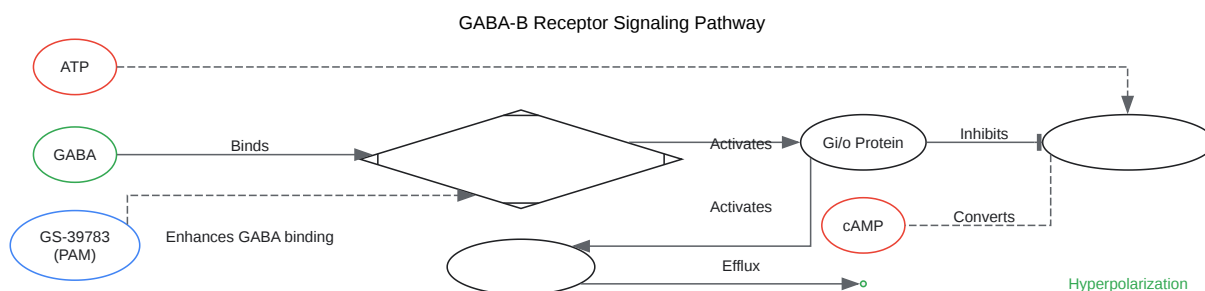 GABA-B Receptor Signaling Pathway
ATP
GABA
Binds
Activates
Gi/o Protein
Inhibits
GS-39783
(PAM)
Enhances GABA binding
Activates
cAMP
Converts
Efflux
Hyperpolarization